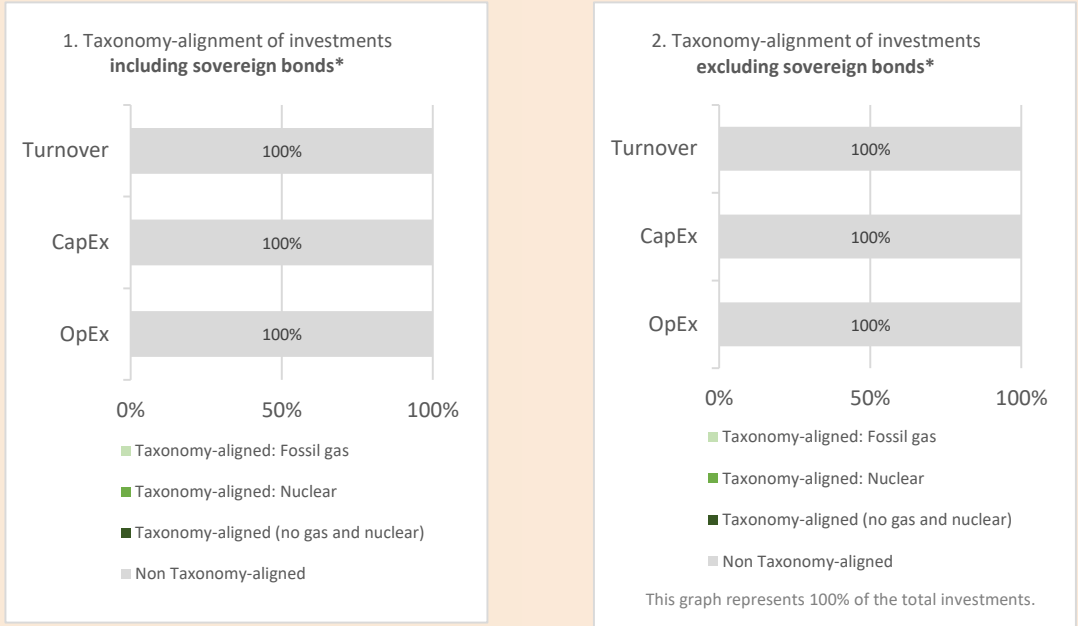 1. Taxonomy-alignment of investments
including sovereign bonds*
Turnover
100%
CapEx
100%
OpEx
100%
0%
50%
100%
Taxonomy-aligned: Fossil gas
Taxonomy-aligned: Nuclear
Taxonomy-aligned (no gas and nuclear)
Non Taxonomy-aligned
2. Taxonomy-alignment of investments
excluding sovereign bonds*
Turnover
100%
CapEx
100%
OpEx
100%
0%
50%
100%
Taxonomy-aligned: Fossil gas
Taxonomy-aligned: Nuclear
Taxonomy-aligned (no gas and nuclear)
Non Taxonomy-aligned
This graph represents 100% of the total investments.